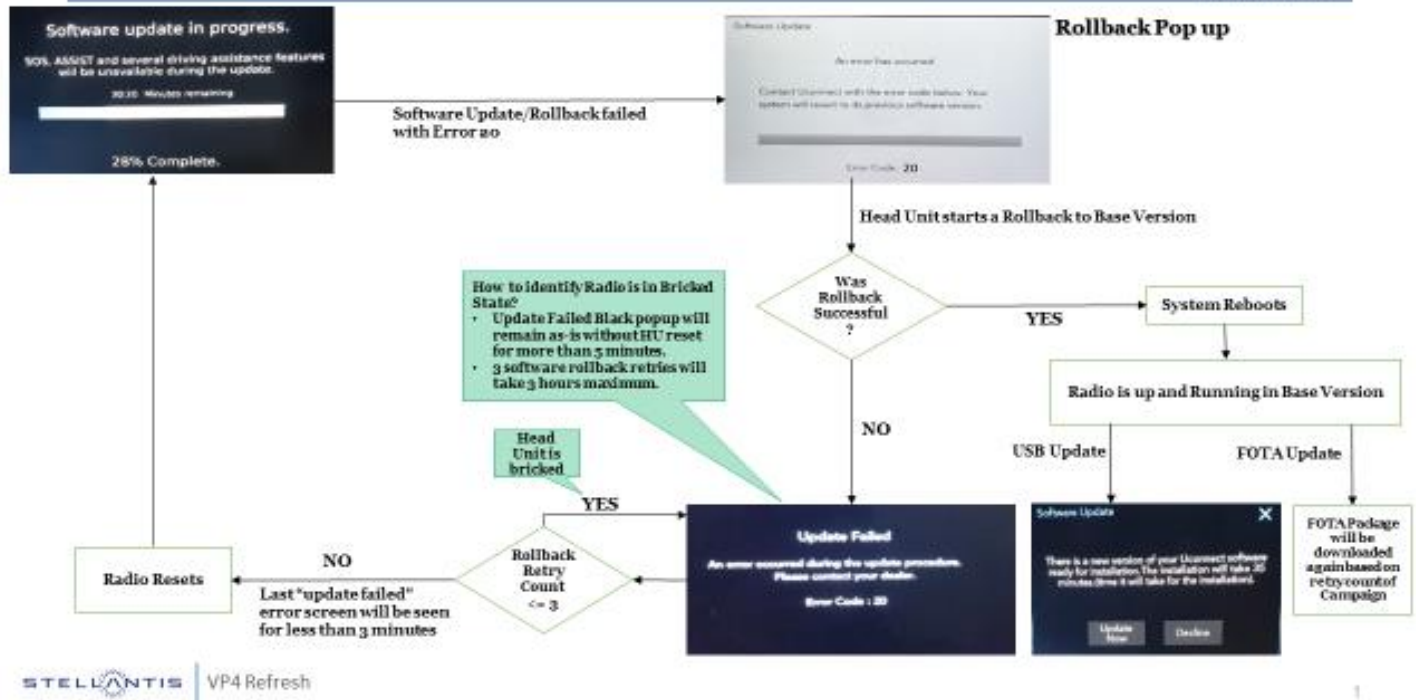 Software update in progress.
SOS, ASSIST and several driving assistance features
will be unavailable during the update.
Minutes remaining
28% Complete.
Software Update/Rollback failed
with Error 20
Software Update
An error has occurred
Contact Uconnect with the error code below. Your
system will revert to its previous software version.
Error Code: 20
Rollback Pop up
Head Unit starts a Rollback to Base Version
Was
Rollback
Successful
?
YES
System Reboots
Radio is up and Running in Base Version
USB Update
FOTA Update
NO
How to identify Radio is in Bricked
State?
• Update Failed Black popup will
remain as-is without HU reset
for more than 5 minutes.
• 3 software rollback retries will
take 3 hours maximum.
Head
Unit is
bricked
YES
Update Failed
An error occurred during the update procedure.
Please contact your dealer.
Error Code : 20
Software Update X
There is a new version of your Uconnect software
ready for installation. The installation will take 35
minutes (time it will take for the installation).
Update
Now
Decline
FOTA Package
will be
downloaded
again based on
retry count of
Campaign
Rollback
Retry
Count
<= 3
NO
Last "update failed"
error screen will be seen
for less than 3 minutes
Radio Resets
STELLANTIS
VP4 Refresh
1